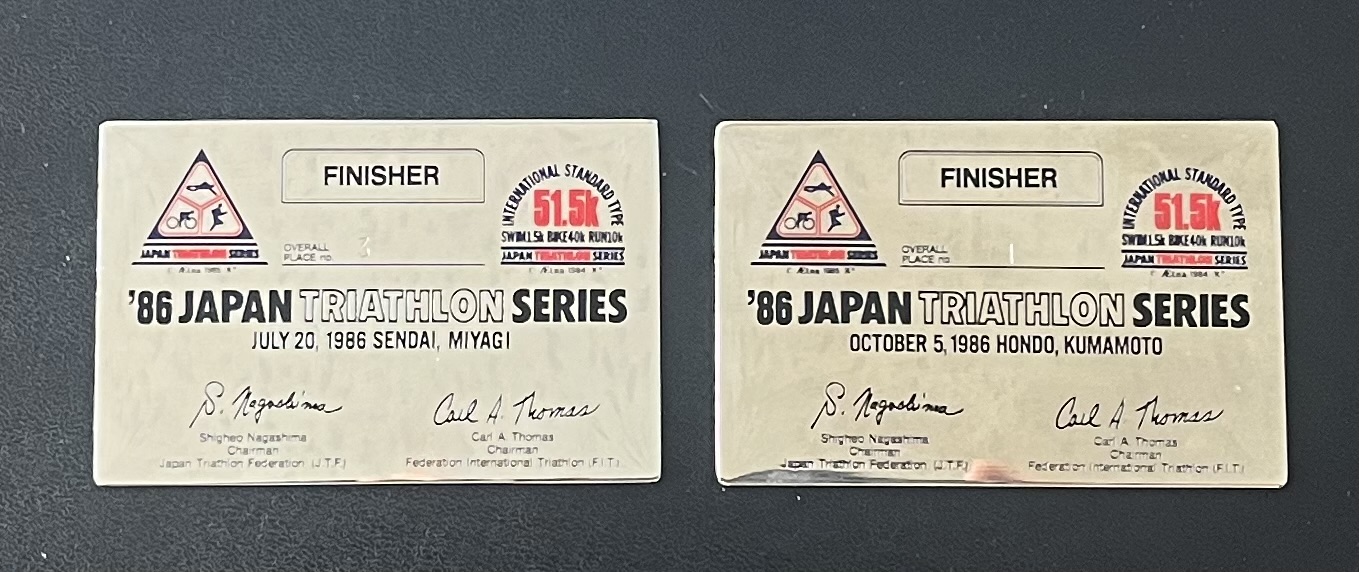 FINISHER
INTERNATIONAL STANDARD TYPE
51.5k
SWIM1.5k BIKE40k RUN10k
JAPAN TRIATHLON SERIES
JAPAN TRIATHLON SERIES
OVERALL
PLACE no. 3
'86 JAPAN TRIATHLON SERIES
JULY 20, 1986 SENDAI, MIYAGI
S. Nagashima
Carl A. Thomas
Shigheo Nagashima
Chairman
Japan Triathlon Federation (J.T.F.)
Carl A. Thomas
Chairman
Federation International Triathlon (F.I.T.)
FINISHER
INTERNATIONAL STANDARD TYPE
51.5k
SWIM1.5k BIKE40k RUN10k
JAPAN TRIATHLON SERIES
JAPAN TRIATHLON SERIES
OVERALL
PLACE no. 1
'86 JAPAN TRIATHLON SERIES
OCTOBER 5, 1986 HONDO, KUMAMOTO
S. Nagashima
Carl A. Thomas
Shigheo Nagashima
Chairman
Japan Triathlon Federation (J.T.F.)
Carl A. Thomas
Chairman
Federation International Triathlon (F.I.T.)